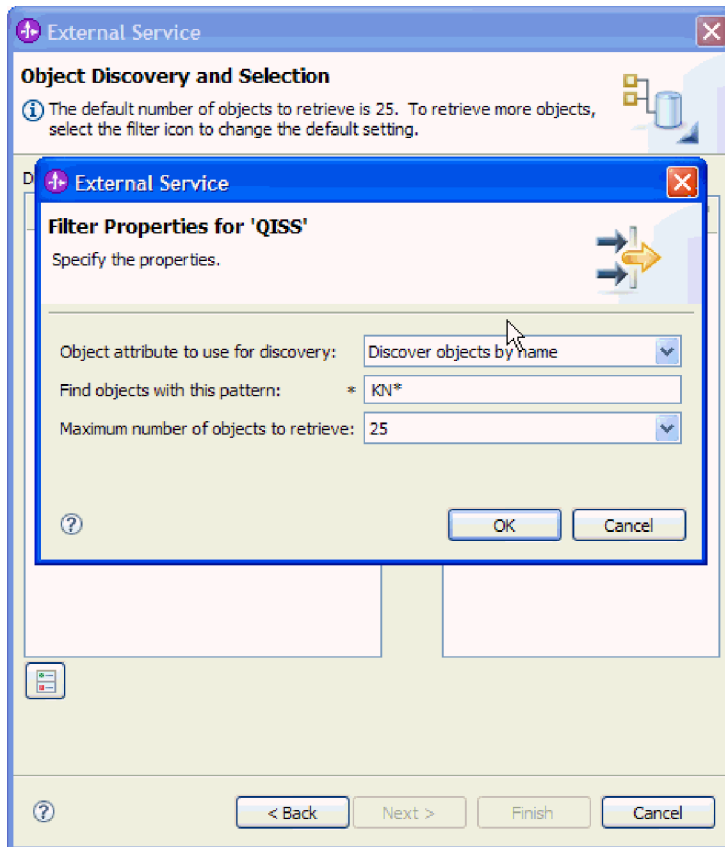 External Service
Object Discovery and Selection
The default number of objects to retrieve is 25. To retrieve more objects,
select the filter icon to change the default setting.
D
External Service
Filter Properties for 'QISS'
Specify the properties.
Object attribute to use for discovery: Discover objects by name
Find objects with this pattern: * KN*
Maximum number of objects to retrieve: 25
OK Cancel
< Back Next > Finish Cancel